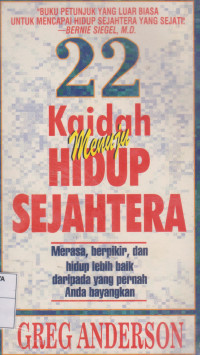 "BUKU PETUNJUK YANG LUAR BIASA
UNTUK MENCAPAI HIDUP SEJAHTERA YANG SEJATI."
—BERNIE SIEGEL, M.D.
22
Kaidah
Menuju
HIDUP
SEJAHTERA
Merasa, berpikir, dan
hidup lebih baik
daripada yang pernah
Anda bayangkan
GREG ANDERSON